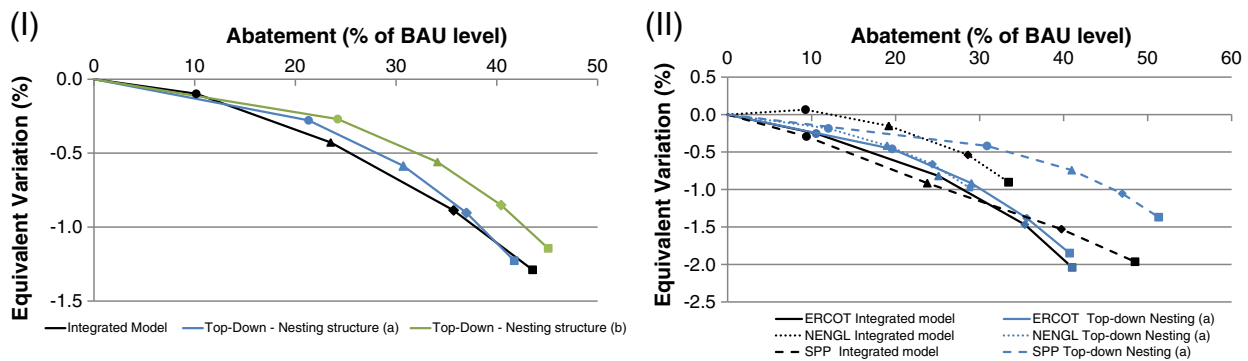 (I)
Abatement (% of BAU level)
0 10 20 30 40 50
Equivalent Variation (%)
0.0
-0.5
-1.0
-1.5
Integrated Model Top-Down - Nesting structure (a) Top-Down - Nesting structure (b)
(II)
Abatement (% of BAU level)
0 10 20 30 40 50 60
Equivalent Variation (%)
0.5
0.0
-0.5
-1.0
-1.5
-2.0
-2.5
ERCOT Integrated model ERCOT Top-down Nesting (a)
NENGL Integrated model NENGL Top-down Nesting (a)
SPP Integrated model SPP Top-down Nesting (a)